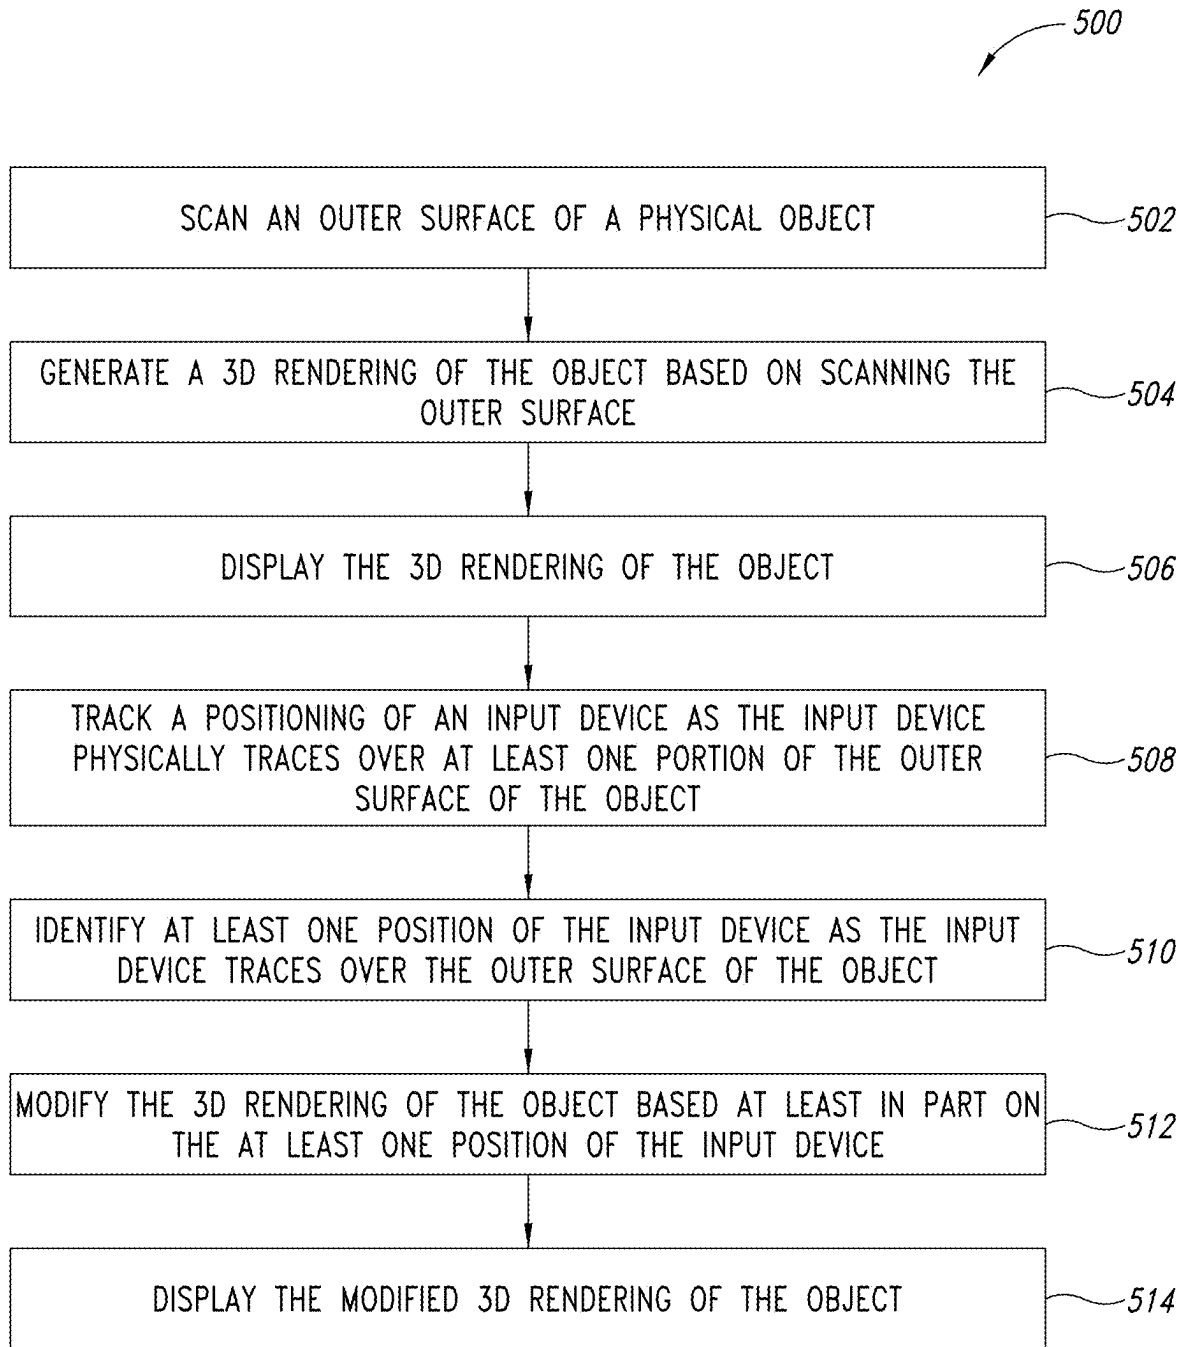 500
SCAN AN OUTER SURFACE OF A PHYSICAL OBJECT
502
GENERATE A 3D RENDERING OF THE OBJECT BASED ON SCANNING THE
OUTER SURFACE
504
DISPLAY THE 3D RENDERING OF THE OBJECT
506
TRACK A POSITIONING OF AN INPUT DEVICE AS THE INPUT DEVICE
PHYSICALLY TRACES OVER AT LEAST ONE PORTION OF THE OUTER
SURFACE OF THE OBJECT
508
IDENTIFY AT LEAST ONE POSITION OF THE INPUT DEVICE AS THE INPUT
DEVICE TRACES OVER THE OUTER SURFACE OF THE OBJECT
510
MODIFY THE 3D RENDERING OF THE OBJECT BASED AT LEAST IN PART ON
THE AT LEAST ONE POSITION OF THE INPUT DEVICE
512
DISPLAY THE MODIFIED 3D RENDERING OF THE OBJECT
514